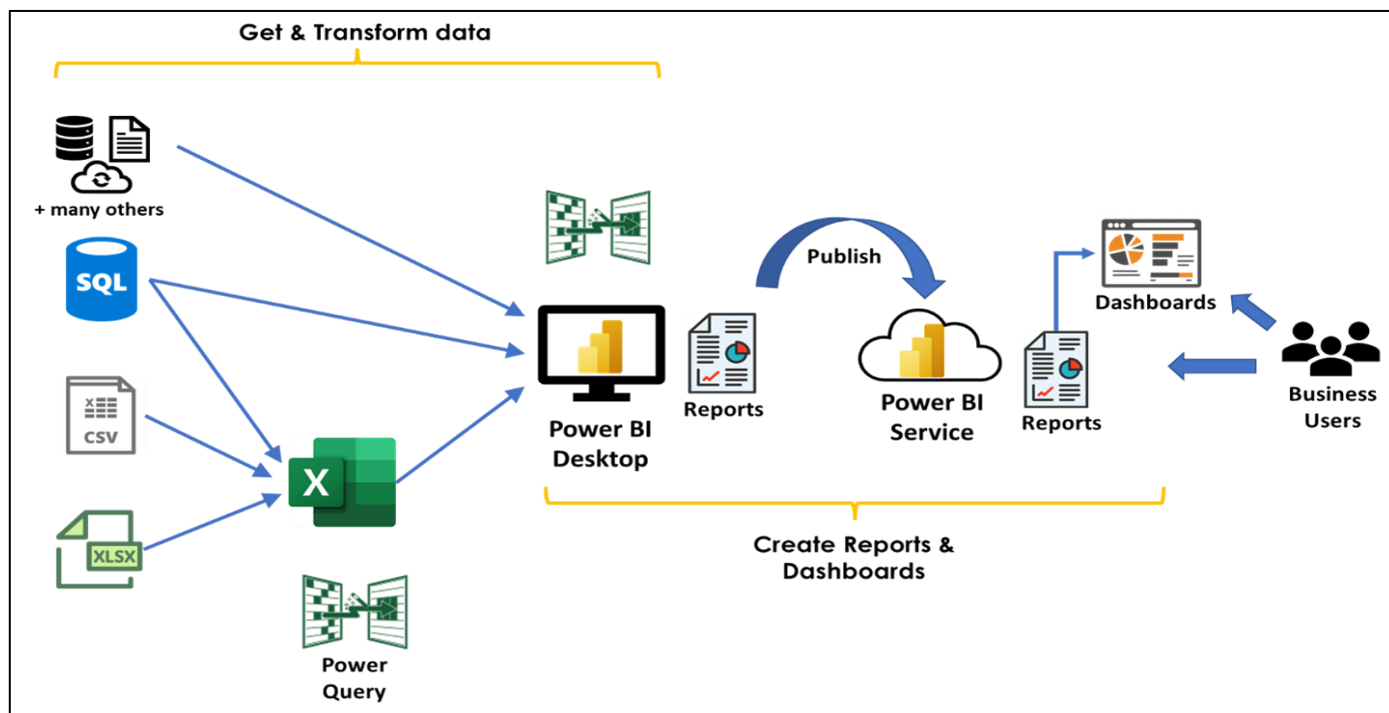 Get & Transform data
+ many others
SQL
CSV
XLSX
X
Power
Query
Power BI
Desktop
Reports
Publish
Power BI
Service
Reports
Dashboards
Business
Users
Create Reports &
Dashboards